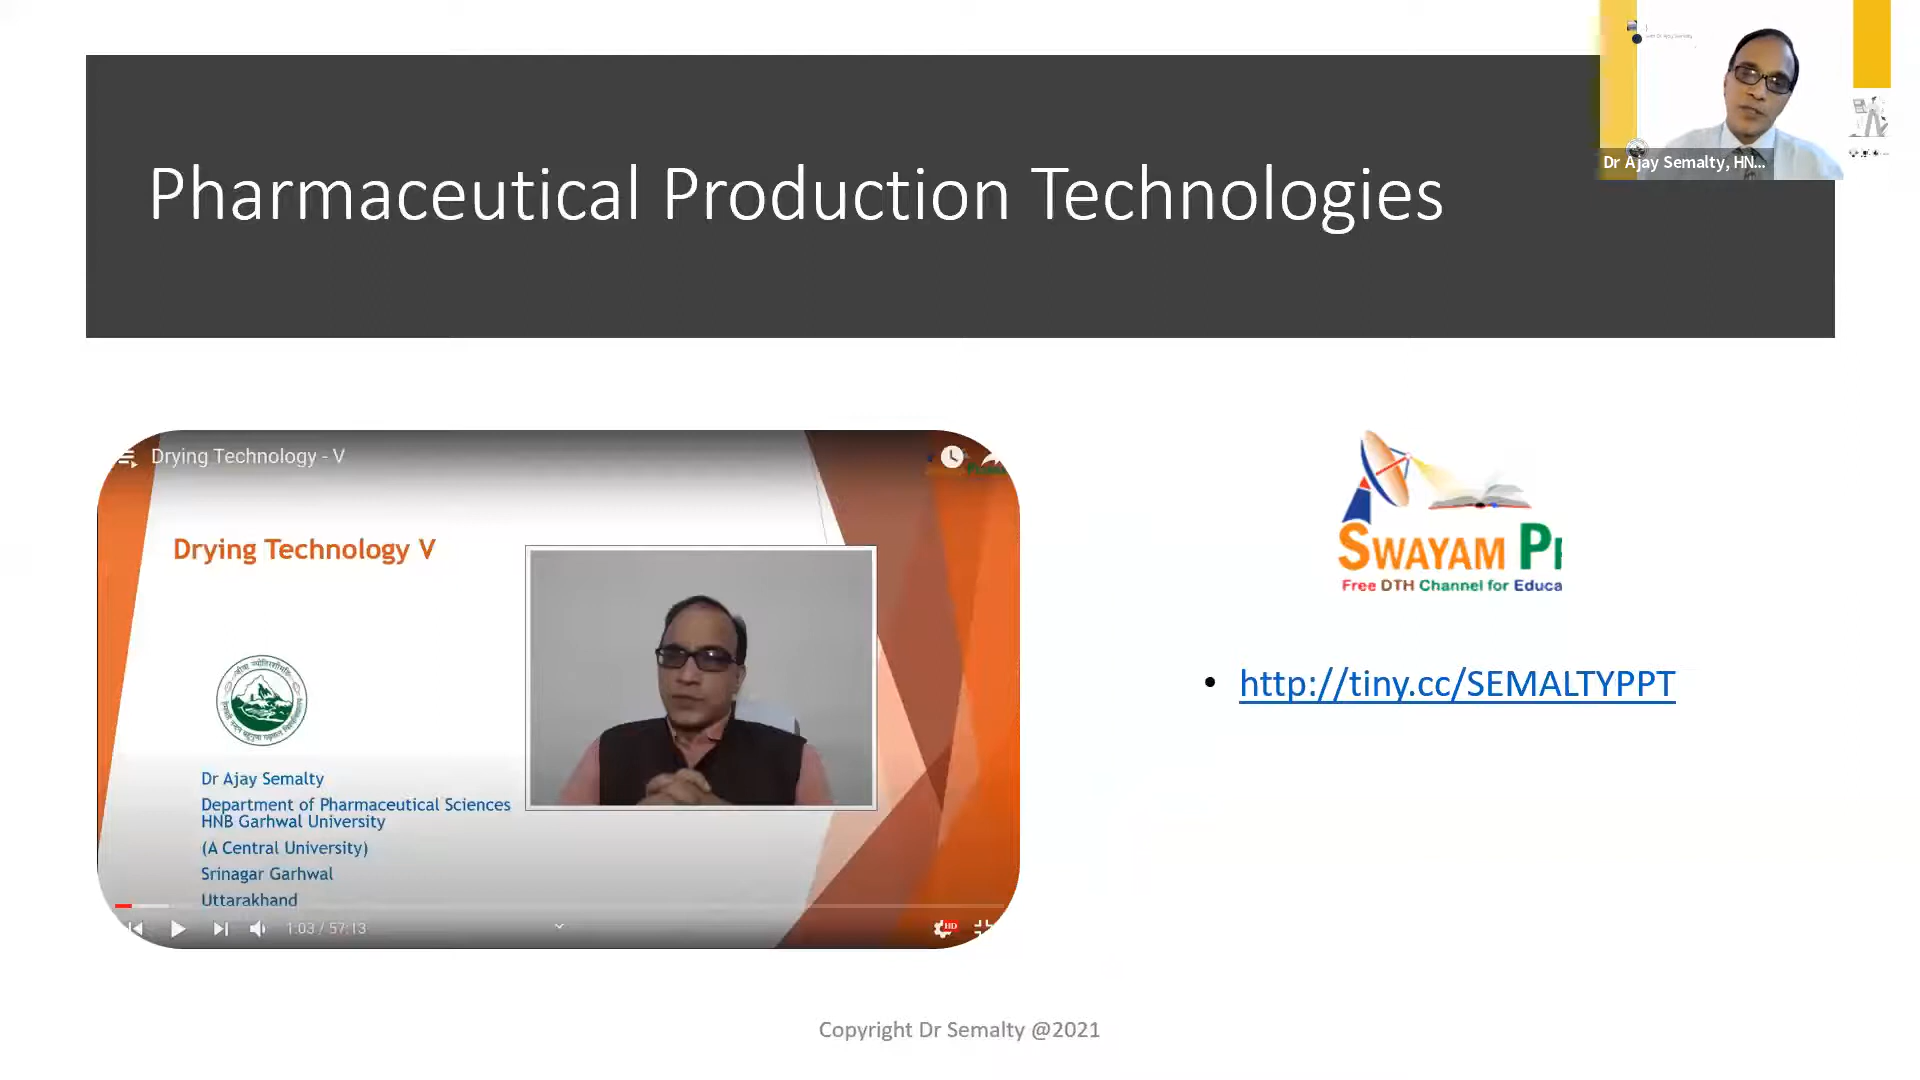 Pharmaceutical Production Technologies
Dr Ajay Semalty, HN...
Drying Technology - V
Drying Technology V
Dr Ajay Semalty
Department of Pharmaceutical Sciences
HNB Garhwal University
(A Central University)
Srinagar Garhwal
Uttarakhand
1:03 / 57:13
HD
SWAYAM P
Free DTH Channel for Educa
• http://tiny.cc/SEMALTYPPT
Copyright Dr Semalty @2021